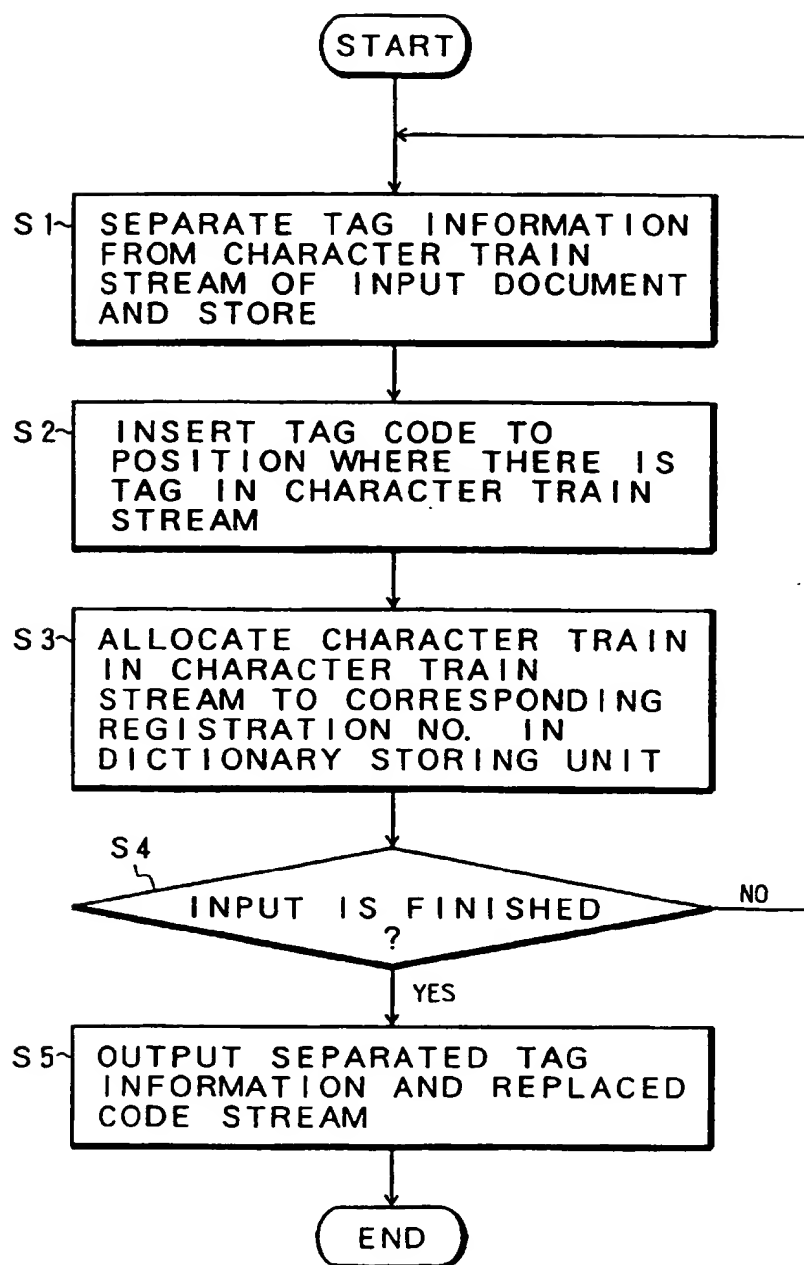 START
S1
SEPARATE TAG INFORMATION
FROM CHARACTER TRAIN
STREAM OF INPUT DOCUMENT
AND STORE
S2
INSERT TAG CODE TO
POSITION WHERE THERE IS
TAG IN CHARACTER TRAIN
STREAM
S3
ALLOCATE CHARACTER TRAIN
IN CHARACTER TRAIN
STREAM TO CORRESPONDING
REGISTRATION NO. IN
DICTIONARY STORING UNIT
S4
INPUT IS FINISHED
?
NO
YES
S5
OUTPUT SEPARATED TAG
INFORMATION AND REPLACED
CODE STREAM
END